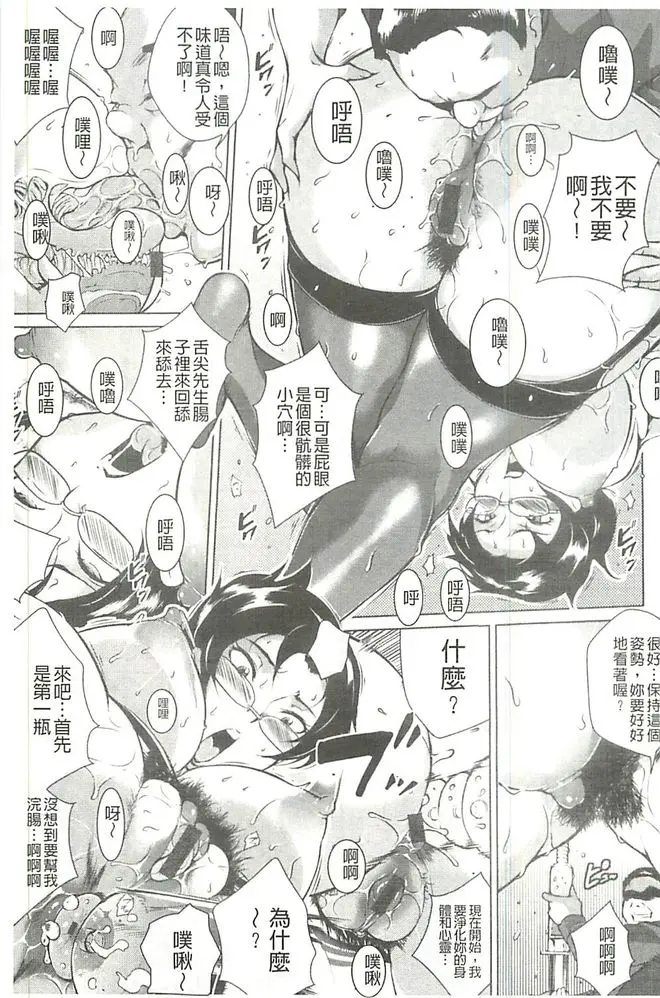 嚕噗～
不要～
我不要
啊～！
啊啊…
噗噗
呼唔
嚕噗～
嚕噗～
唔～嗯，這個
味道真令人受
不了啊！
啊
喔喔…喔
喔喔喔喔
噗哩～
啾～
呀～
噗啾
噗啾～
噗啾
呼唔
啊
可…可是屁眼
是個很骯髒的
小穴啊…
噗噗
呼唔
呼
舌尖在先生腸
子裡來回舔
來舔去…
噗嚕
呼唔
呼唔
很好…保持這個
姿勢，妳要好好
地看著喔？
啊啊啊
什麼？
現在開始，我
要淨化妳的身
體和心靈…
來吧…首先
是第一瓶
哩哩
呀～
沒想到要幫我
浣腸…啊啊啊
啊啊
為什麼
～？
噗啾～
噗啾